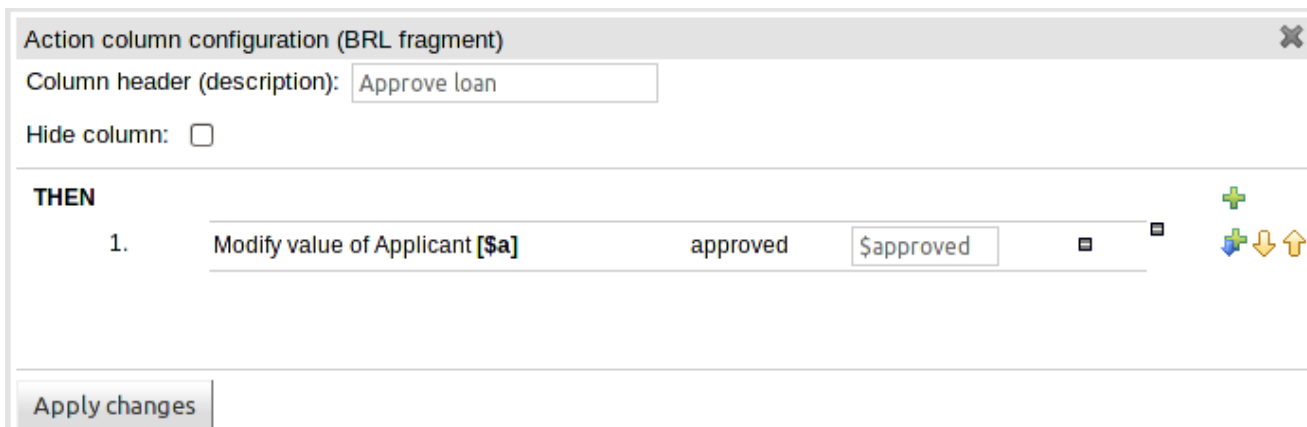 Action column configuration (BRL fragment)
Column header (description): Approve loan
Hide column:
THEN
1. Modify value of Applicant [$a] approved $approved
Apply changes